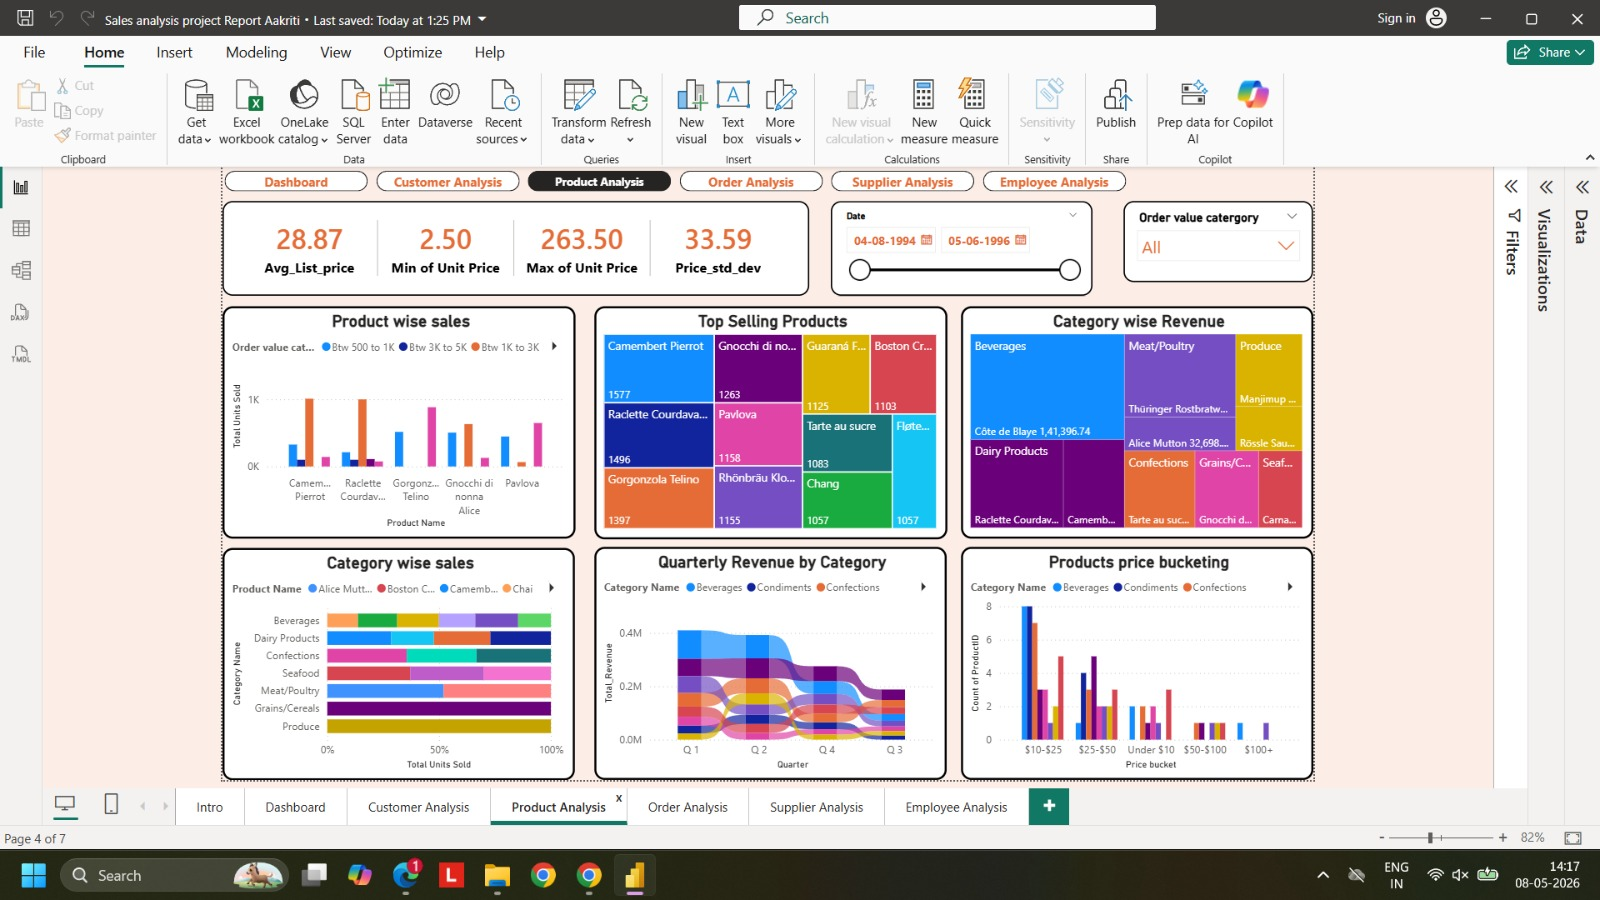 Sales analysis project Report Aakriti • Last saved: Today at 1:25 PM
Search
Sign in
File Home Insert Modeling View Optimize Help
Share
Paste
Cut
Copy
Format painter
Clipboard
Get data
Excel workbook
OneLake catalog
SQL Server
Enter data
Dataverse
Recent sources
Data
Transform data
Refresh
Queries
New visual
Text box
More visuals
Insert
New visual calculation
New measure
Quick measure
Calculations
Sensitivity
Sensitivity
Publish
Share
Prep data for AI
Copilot
Copilot
Dashboard Customer Analysis Product Analysis Order Analysis Supplier Analysis Employee Analysis
28.87 2.50 263.50 33.59
Avg_List_price Min of Unit Price Max of Unit Price Price_std_dev
Date
04-08-1994 05-06-1996
Order value catergory
All
Filters
Visualizations
Data
Product wise sales
Order value cat... Btw 500 to 1K Btw 3K to 5K Btw 1K to 3K
Total Units Sold
1K
0K
Camem... Pierrot
Raclette Courdav...
Gorgonz... Telino
Gnocchi di nonna Alice
Pavlova
Product Name
Top Selling Products
Camembert Pierrot
1577
Raclette Courdava...
1496
Gorgonzola Telino
1397
Gnocchi di no...
1263
Pavlova
1158
Rhönbräu Klo...
1155
Guaraná F...
1125
Boston Cr...
1103
Tarte au sucre
1083
Chang
1057
Fløte...
1057
Category wise Revenue
Beverages
Côte de Blaye 1,41,396.74
Dairy Products
Raclette Courdav...
Camemb...
Meat/Poultry
Thüringer Rostbratw...
Alice Mutton 32,698....
Produce
Manjimup ...
Rössle Sau...
Confections
Tarte au suc...
Grains/C...
Gnocchi d...
Seaf...
Carna...
Category wise sales
Product Name Alice Mutt... Boston C... Camemb... Chai
Category Name
Beverages
Dairy Products
Confections
Seafood
Meat/Poultry
Grains/Cereals
Produce
0% 50% 100%
Total Units Sold
Quarterly Revenue by Category
Category Name Beverages Condiments Confections
Total_Revenue
0.4M
0.2M
0.0M
Q 1 Q 2 Q 4 Q 3
Quarter
Products price bucketing
Category Name Beverages Condiments Confections
Count of ProductID
8
6
4
2
0
$10-$25 $25-$50 Under $10 $50-$100 $100+
Price bucket
Intro Dashboard Customer Analysis Product Analysis x Order Analysis Supplier Analysis Employee Analysis +
Page 4 of 7
- + 82%
Search
1
L
ENG
IN
14:17
08-05-2026
DAX
TMDL